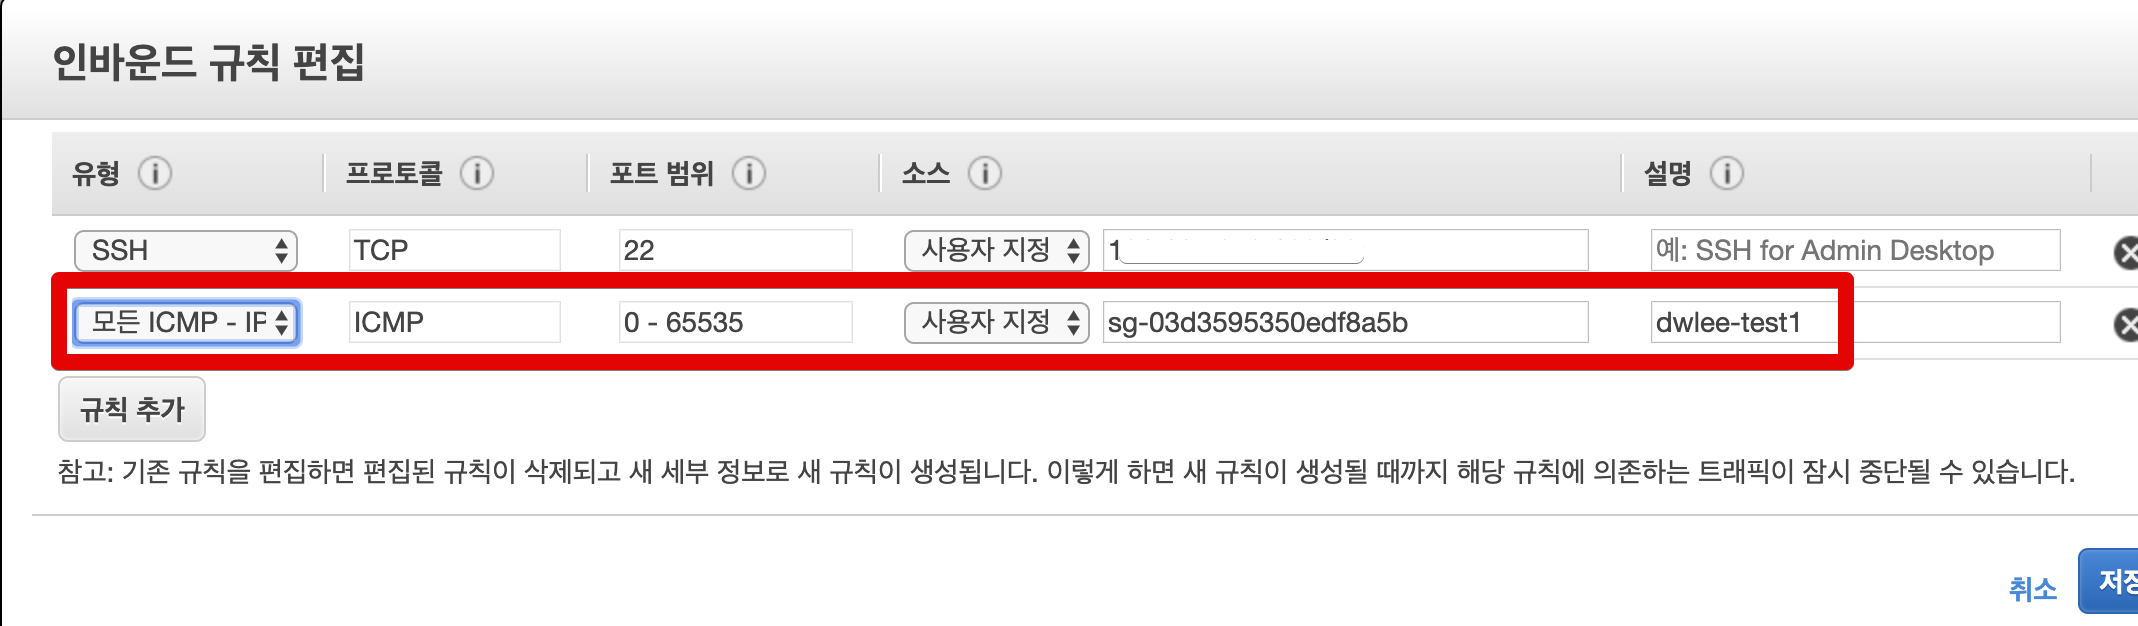 인바운드 규칙 편집
유형 프로토콜 포트 범위 소스 설명
SSH TCP 22 사용자 지정 1 예: SSH for Admin Desktop
모든 ICMP - IP ICMP 0 - 65535 사용자 지정 sg-03d3595350edf8a5b dwlee-test1
규칙 추가
참고: 기존 규칙을 편집하면 편집된 규칙이 삭제되고 새 세부 정보로 새 규칙이 생성됩니다. 이렇게 하면 새 규칙이 생성될 때까지 해당 규칙에 의존하는 트래픽이 잠시 중단될 수 있습니다.
취소 저장